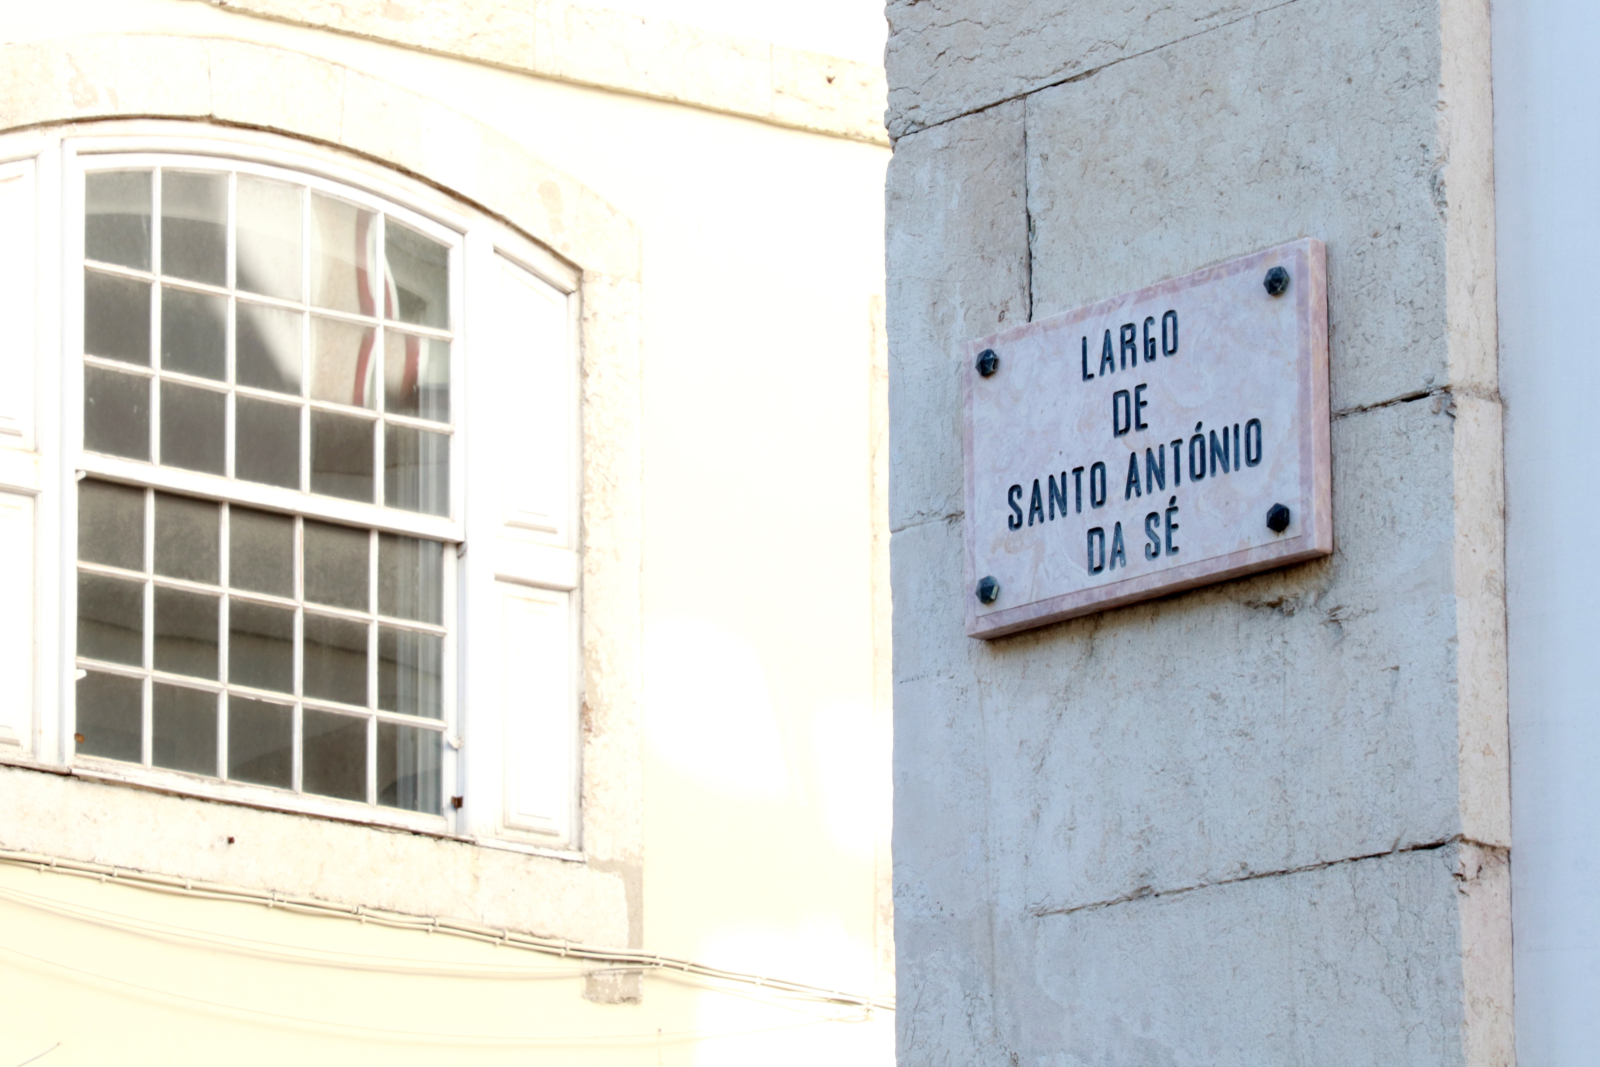 LARGO
DE
SANTO ANTÓNIO
DA SÉ